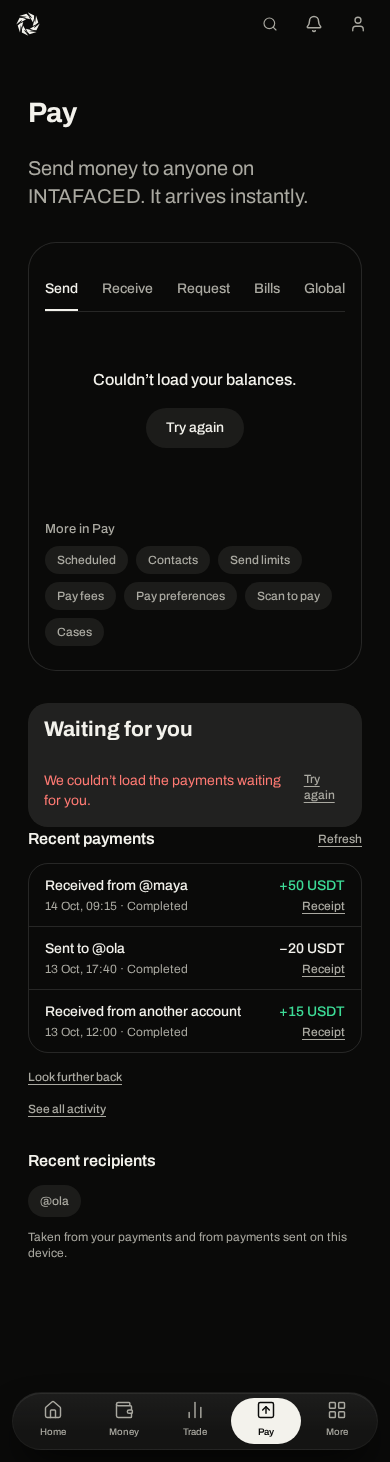 Pay
Send money to anyone on
INTAFACED. It arrives instantly.
Send Receive Request Bills Global
Couldn’t load your balances.
Try again
More in Pay
Scheduled Contacts Send limits
Pay fees Pay preferences Scan to pay
Cases
Waiting for you
We couldn’t load the payments waiting
for you.
Try
again
Recent payments Refresh
Received from @maya +50 USDT
14 Oct, 09:15 · Completed Receipt
Sent to @ola −20 USDT
13 Oct, 17:40 · Completed Receipt
Received from another account +15 USDT
13 Oct, 12:00 · Completed Receipt
Look further back
See all activity
Recent recipients
@ola
Taken from your payments and from payments sent on this
device.
Home Money Trade Pay More